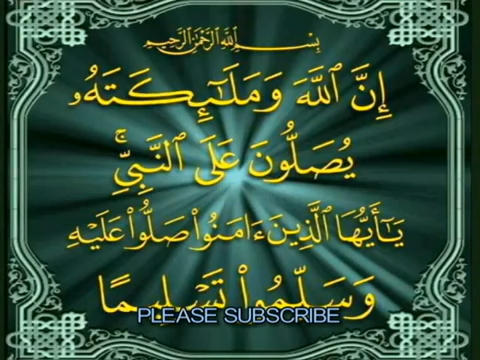 بِسْمِ ٱللَّهِ ٱلرَّحْمَٰنِ ٱلرَّحِيمِ
إِنَّ ٱللَّهَ وَمَلَٰٓئِكَتَهُۥ
يُصَلُّونَ عَلَى ٱلنَّبِيِّۚ
يَٰٓأَيُّهَا ٱلَّذِينَ ءَامَنُوا۟ صَلُّوا۟ عَلَيْهِ
وَسَلِّمُوا۟ تَسْلِيمًا
PLEASE SUBSCRIBE